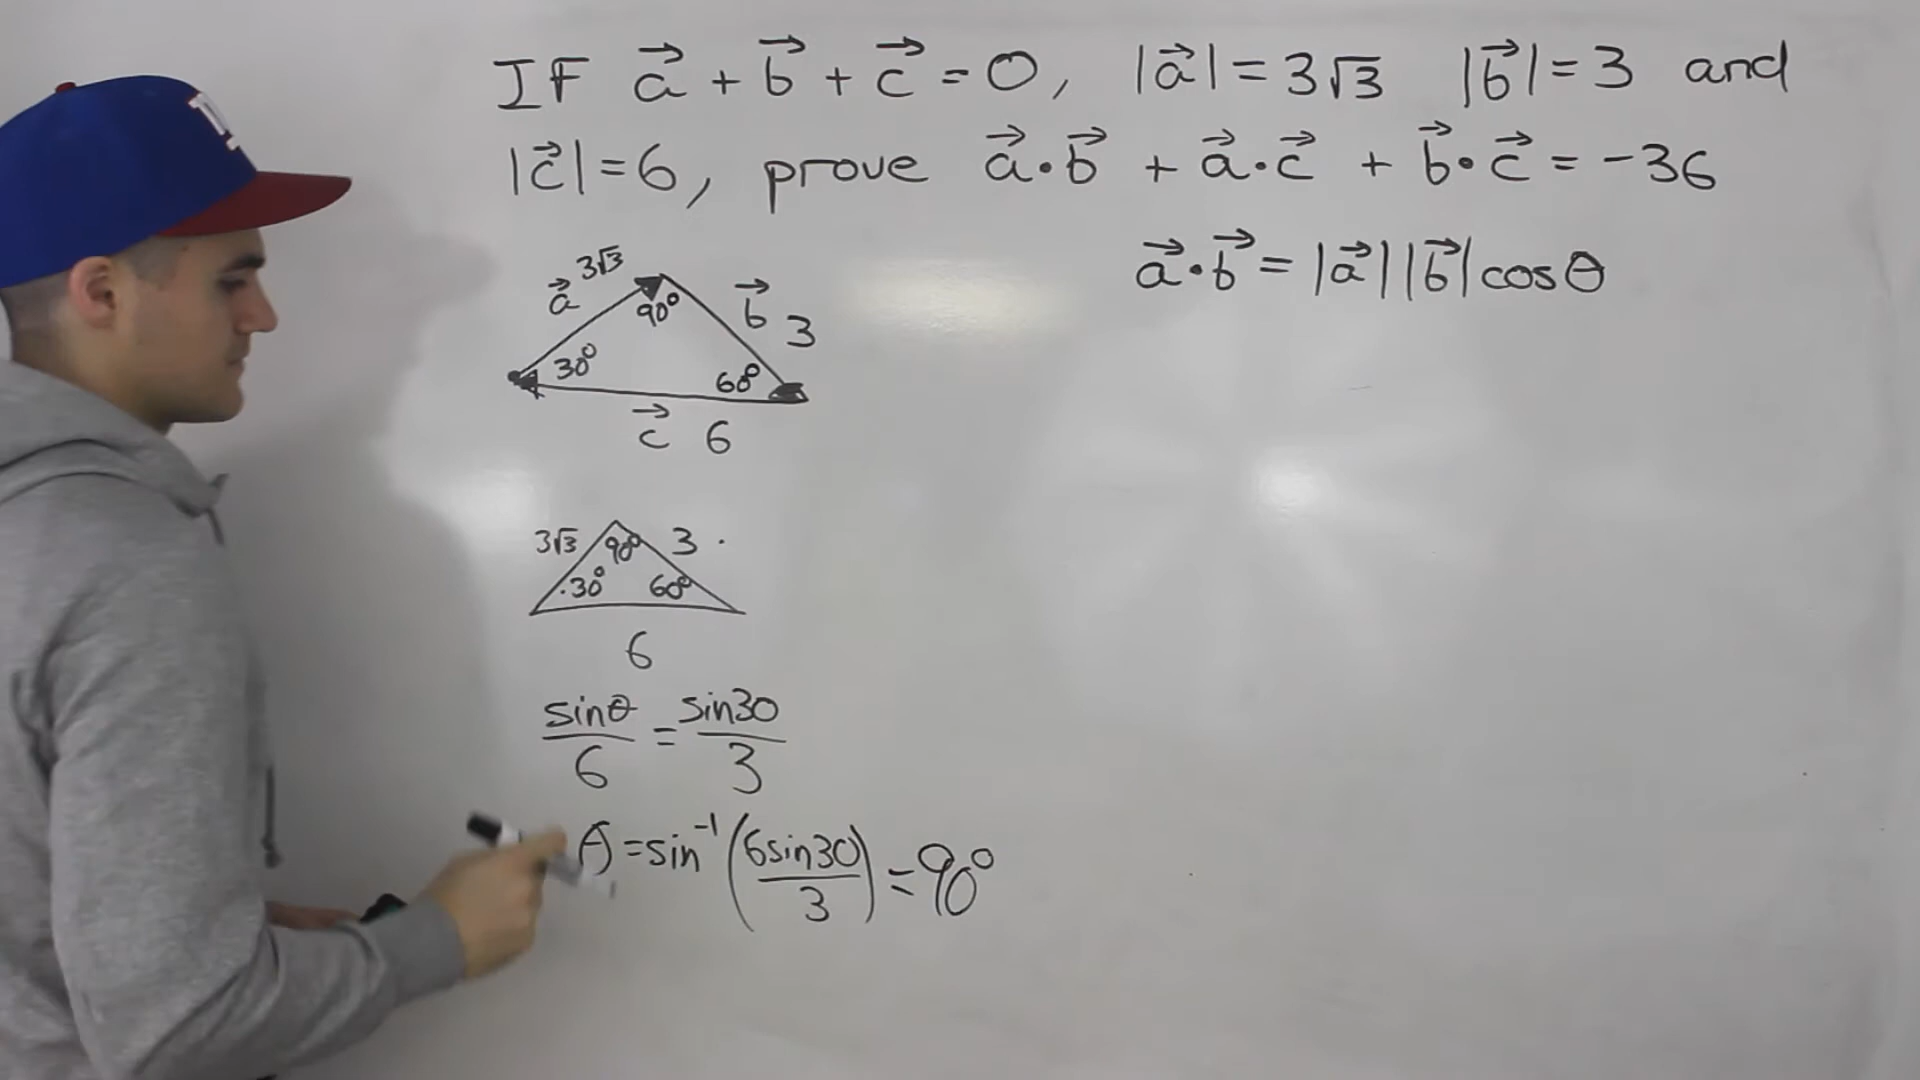 IF a⃗ + b⃗ + c⃗ = 0, |a⃗| = 3√3 |b⃗| = 3 and
|c⃗| = 6, prove a⃗·b⃗ + a⃗·c⃗ + b⃗·c⃗ = -36
a⃗·b⃗ = |a⃗||b⃗|cosθ
a⃗ 3√3
90° b⃗ 3
30° 60°
c⃗ 6
3√3 90° 3
30° 60°
6
sinθ/6 = sin30/3
θ = sin⁻¹(6sin30/3) = 90°